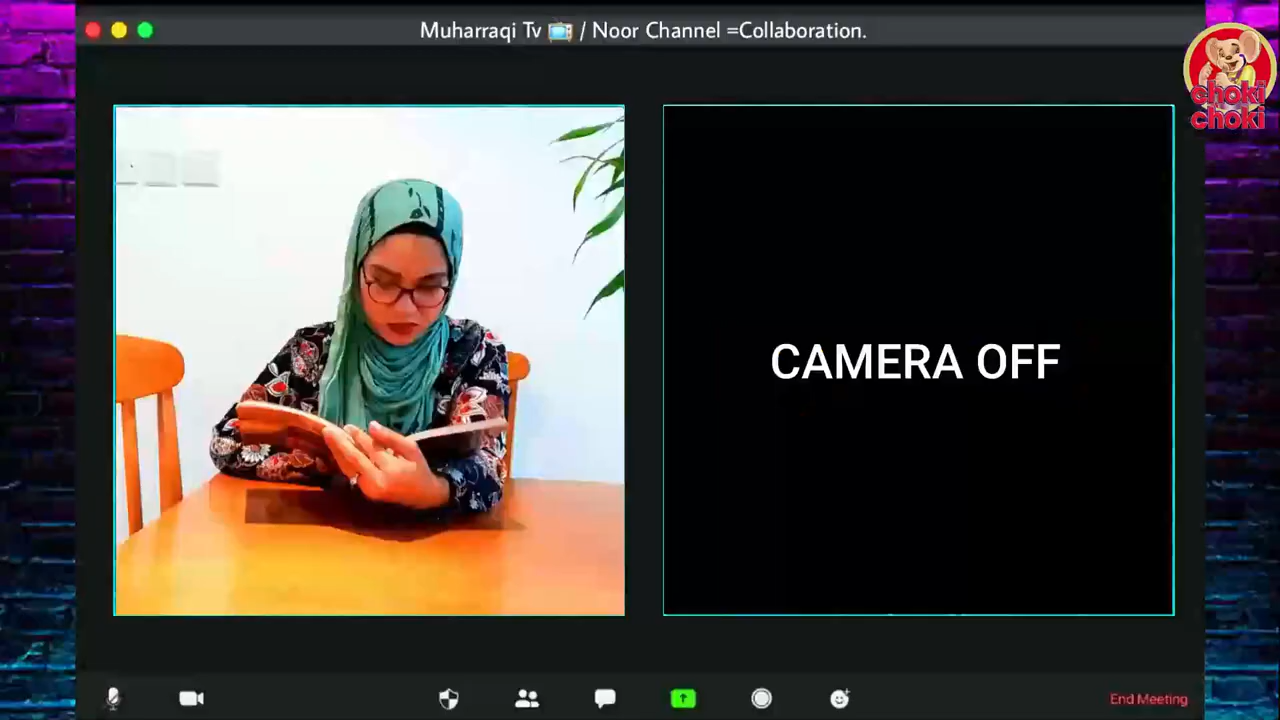 Muharraqi Tv 📺 / Noor Channel =Collaboration.
choki
choki
CAMERA OFF
End Meeting